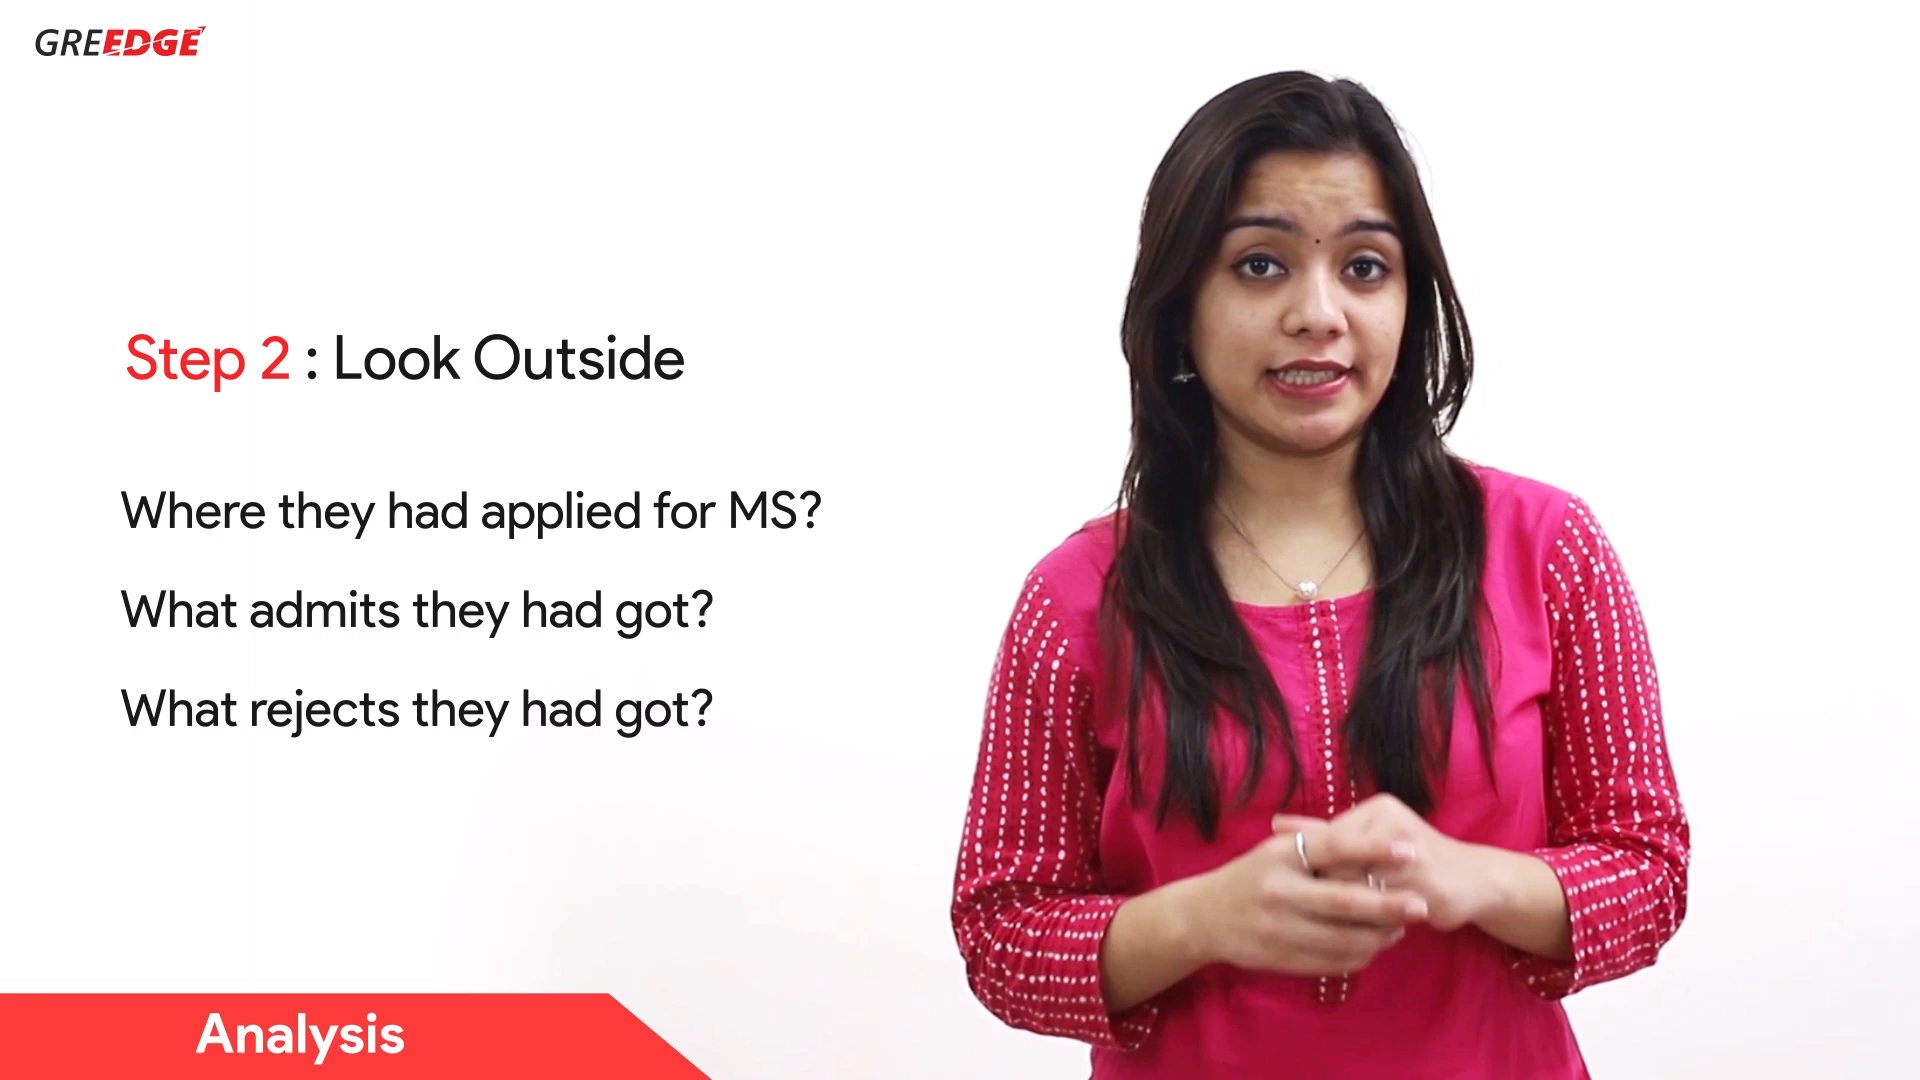 GREEDGE
Step 2 : Look Outside
Where they had applied for MS?
What admits they had got?
What rejects they had got?
Analysis